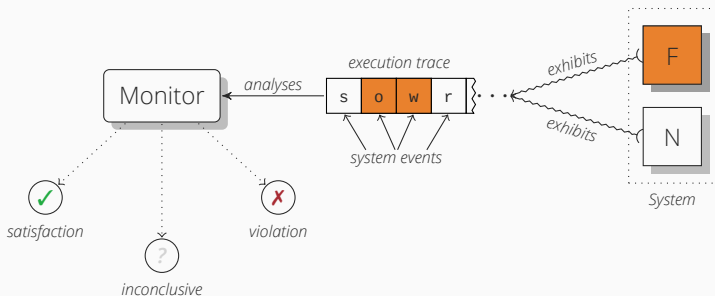 execution trace
exhibits
F
Monitor
analyses
s o w r
...
exhibits
N
system events
System
✓
✗
satisfaction
violation
?
inconclusive